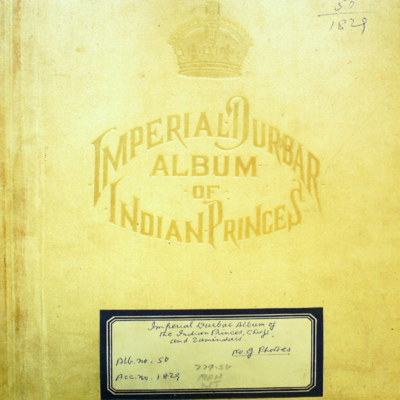 50
1829
IMPERIAL DURBAR
ALBUM
OF
INDIAN PRINCES
Imperial Durbar Album of
the Indian Princes, Chiefs
and Zamindars
No. of Photoes
Alb. no. 50
Acc. no. 1829